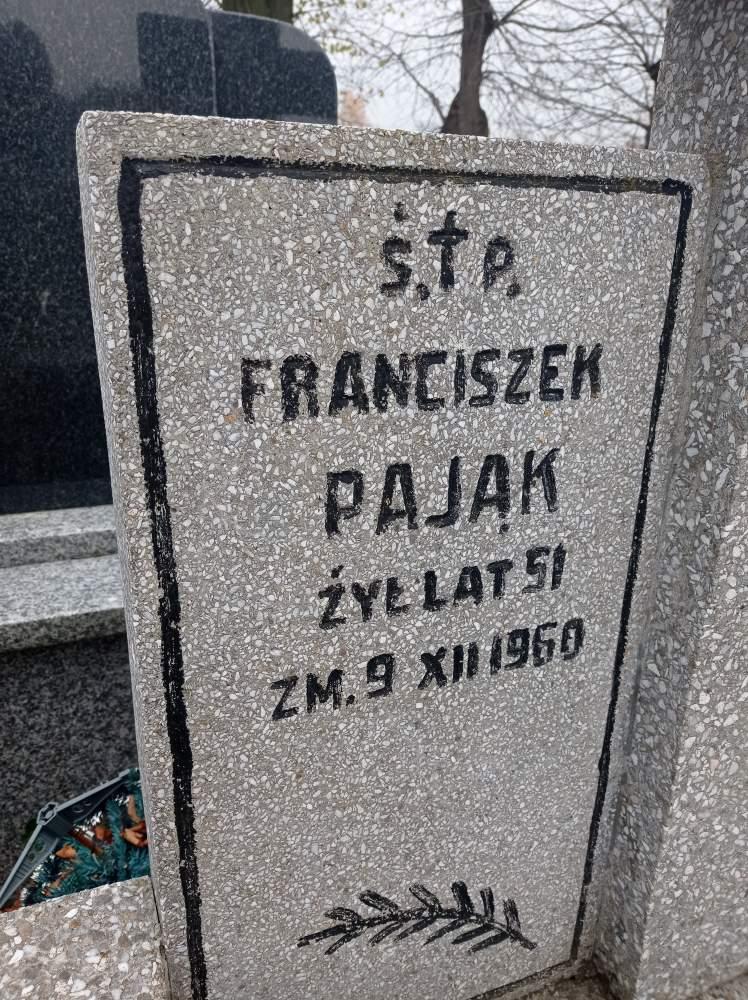 Ś.†P.
FRANCISZEK
PAJĄK
ŻYŁ LAT 51
ZM. 9 XII 1960